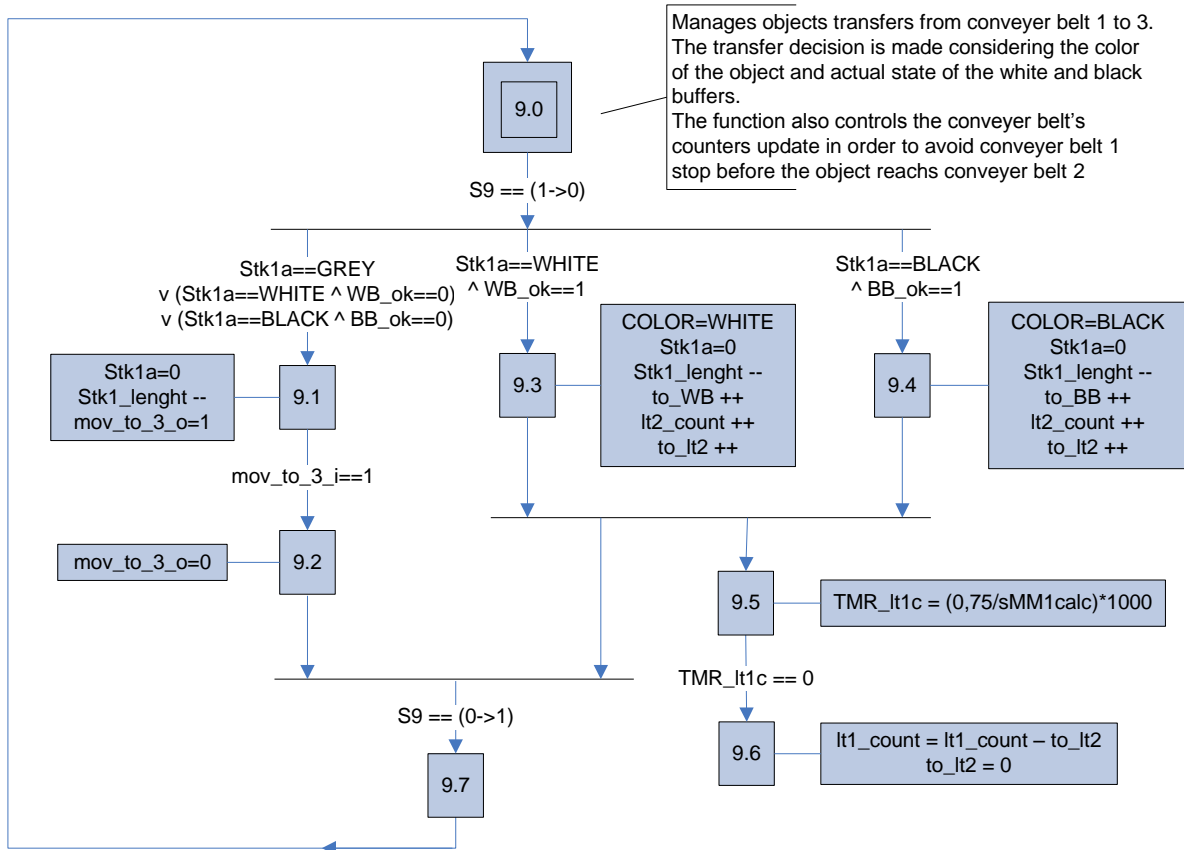 Manages objects transfers from conveyer belt 1 to 3.
The transfer decision is made considering the color
of the object and actual state of the white and black
buffers.
The function also controls the conveyer belt's
counters update in order to avoid conveyer belt 1
stop before the object reachs conveyer belt 2
9.0
S9 == (1->0)
Stk1a==GREY
v (Stk1a==WHITE ^ WB_ok==0)
v (Stk1a==BLACK ^ BB_ok==0)
Stk1a==WHITE
^ WB_ok==1
Stk1a==BLACK
^ BB_ok==1
Stk1a=0
Stk1_lenght --
mov_to_3_o=1
9.1
9.3
COLOR=WHITE
Stk1a=0
Stk1_lenght --
to_WB ++
lt2_count ++
to_lt2 ++
9.4
COLOR=BLACK
Stk1a=0
Stk1_lenght --
to_BB ++
lt2_count ++
to_lt2 ++
mov_to_3_i==1
mov_to_3_o=0
9.2
9.5
TMR_lt1c = (0,75/sMM1calc)*1000
TMR_lt1c == 0
S9 == (0->1)
9.6
lt1_count = lt1_count – to_lt2
to_lt2 = 0
9.7